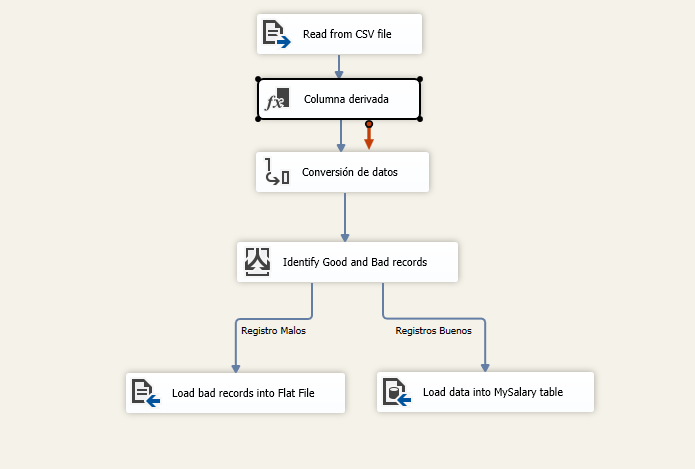 Read from CSV file
fx
Columna derivada
Conversión de datos
Identify Good and Bad records
Registro Malos
Registros Buenos
Load bad records into Flat File
Load data into MySalary table